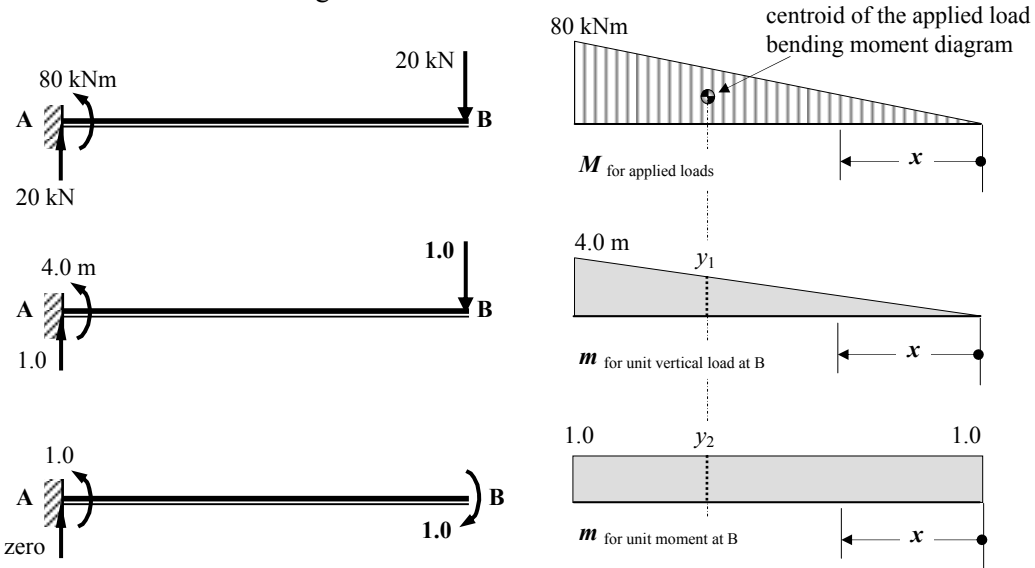 centroid of the applied load
bending moment diagram
80 kNm
20 kN
80 kNm
A
B
20 kN
x
M for applied loads
1.0
4.0 m
A
B
1.0
4.0 m
y1
x
m for unit vertical load at B
1.0
A
B
1.0
zero
1.0
y2
1.0
x
m for unit moment at B